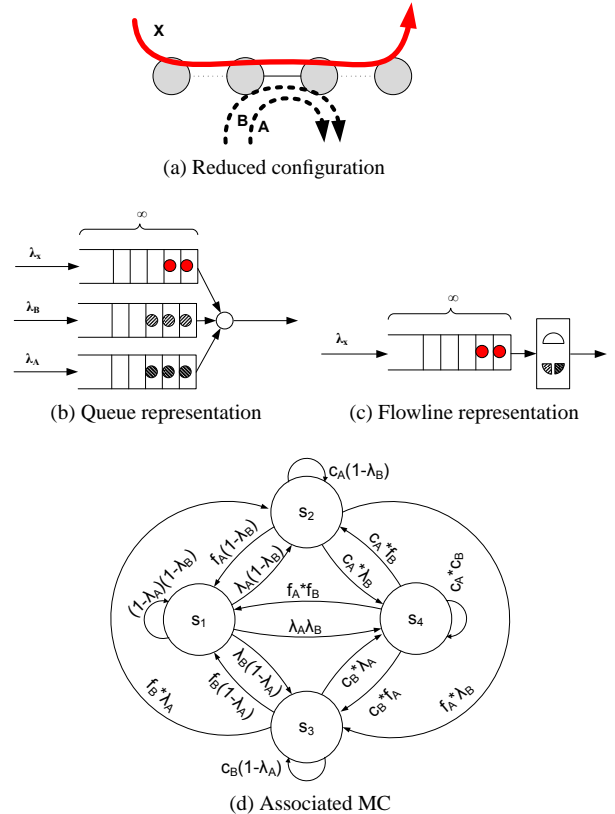 X
B
A
(a) Reduced configuration
∞
λx
λB
λA
(b) Queue representation
∞
λx
(c) Flowline representation
cA(1-λB)
s2
fA(1-λB)
λA(1-λB)
cA*λB
cA*fB
(1-λA)(1-λB)
fA*fB
cA*cB
s1
s4
λAλB
λB(1-λA)
fB(1-λA)
cB*λA
cB*fA
fB*λA
fA*λB
s3
cB(1-λA)
(d) Associated MC